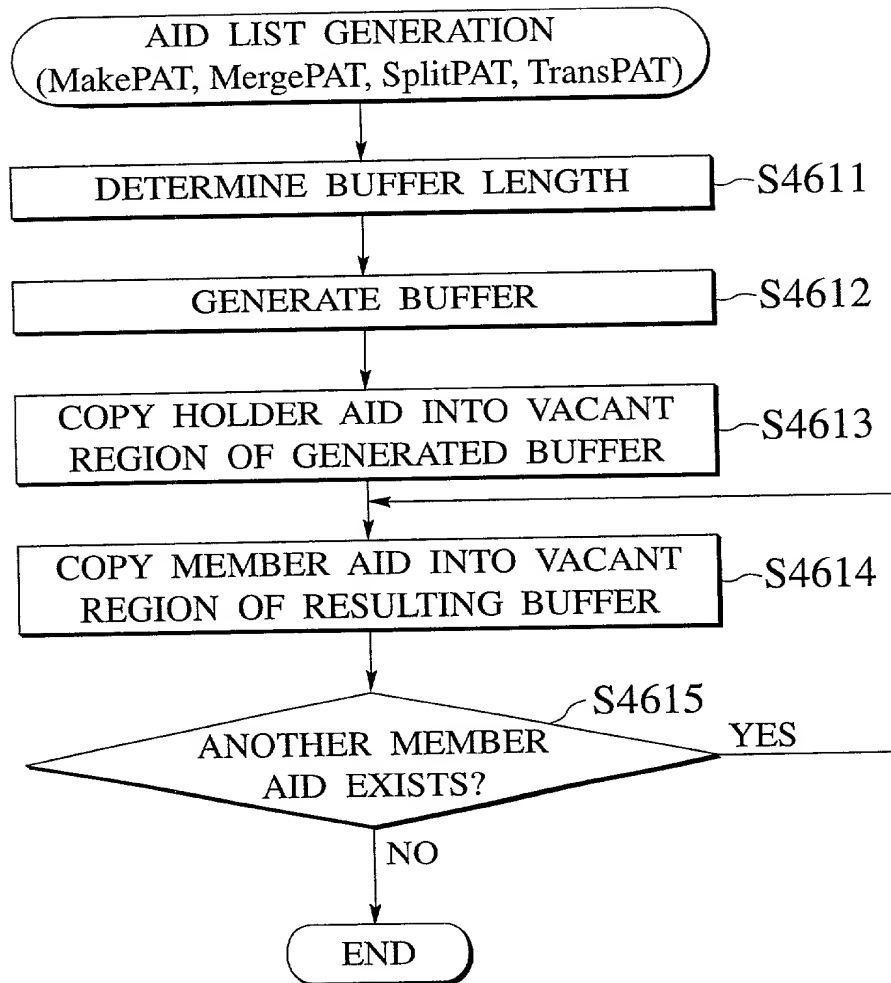 AID LIST GENERATION
(MakePAT, MergePAT, SplitPAT, TransPAT)
DETERMINE BUFFER LENGTH
S4611
GENERATE BUFFER
S4612
COPY HOLDER AID INTO VACANT
REGION OF GENERATED BUFFER
S4613
COPY MEMBER AID INTO VACANT
REGION OF RESULTING BUFFER
S4614
S4615
ANOTHER MEMBER
AID EXISTS?
YES
NO
END